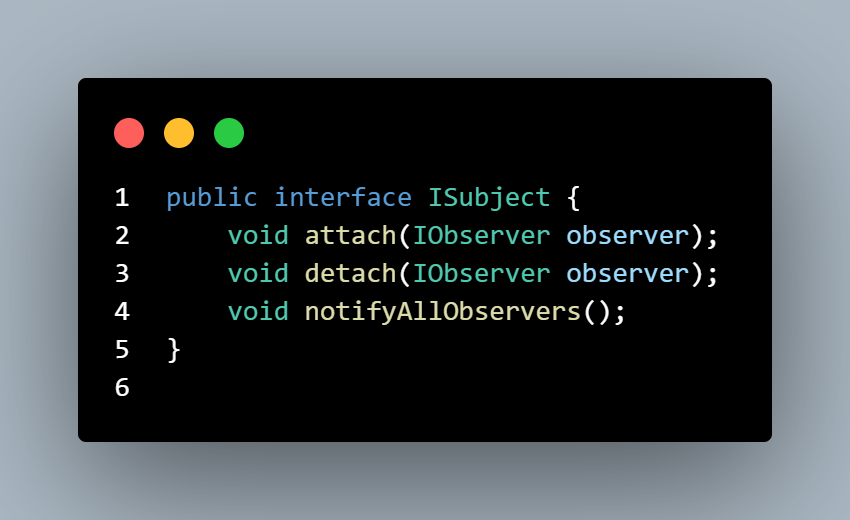 1 public interface ISubject {
2     void attach(IObserver observer);
3     void detach(IObserver observer);
4     void notifyAllObservers();
5 }
6